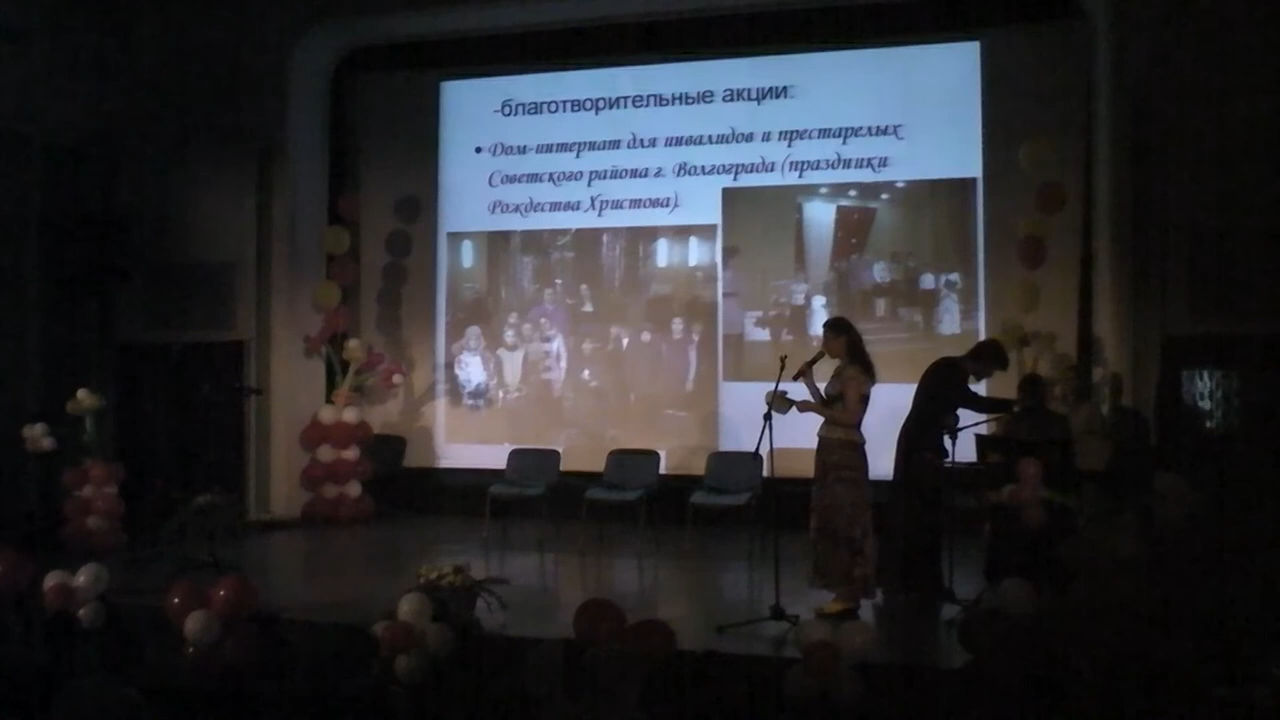 -благотворительные акции:
• Дом-интернат для инвалидов и престарелых
Советского района г. Волгограда (праздники
Рождества Христова).